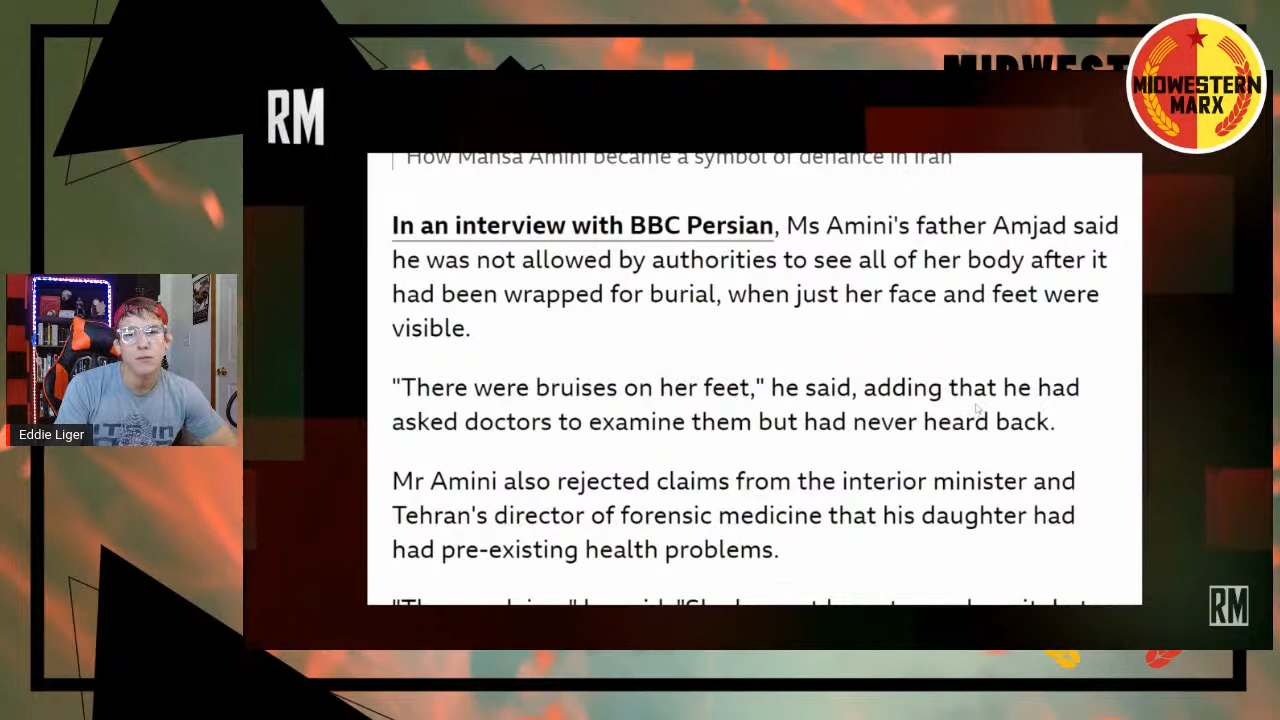 MIDWEST
MIDWESTERN
MARX
RM
How Mahsa Amini became a symbol of defiance in Iran
In an interview with BBC Persian, Ms Amini's father Amjad said
he was not allowed by authorities to see all of her body after it
had been wrapped for burial, when just her face and feet were
visible.
"There were bruises on her feet," he said, adding that he had
asked doctors to examine them but had never heard back.
Mr Amini also rejected claims from the interior minister and
Tehran's director of forensic medicine that his daughter had
had pre-existing health problems.
Eddie Liger
RM